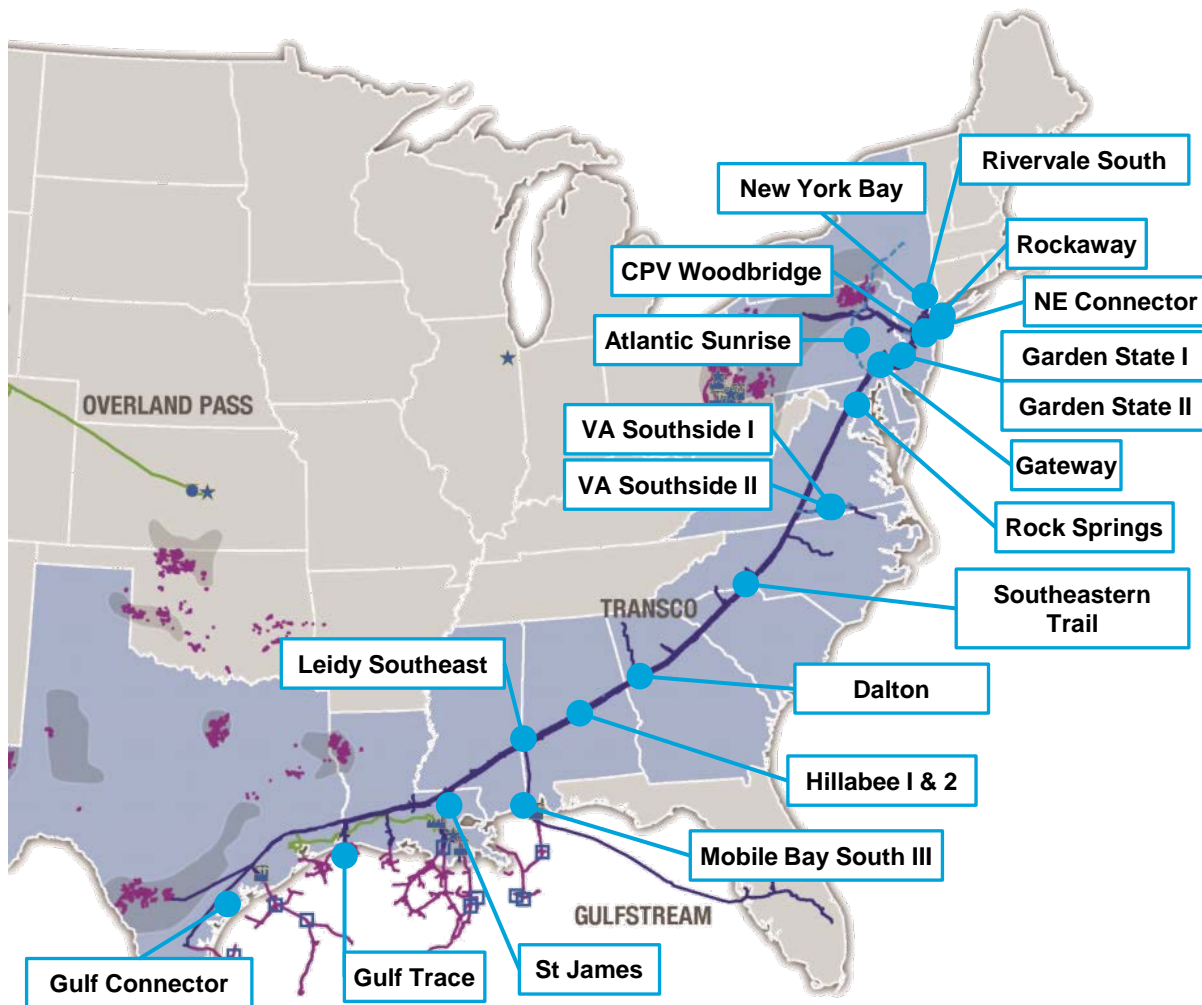 Rivervale South
New York Bay
Rockaway
CPV Woodbridge
NE Connector
Atlantic Sunrise
Garden State I
OVERLAND PASS
Garden State II
VA Southside I
Gateway
VA Southside II
Rock Springs
TRANSCO
Southeastern
Trail
Leidy Southeast
Dalton
Hillabee I & 2
Mobile Bay South III
GULFSTREAM
St James
Gulf Trace
Gulf Connector